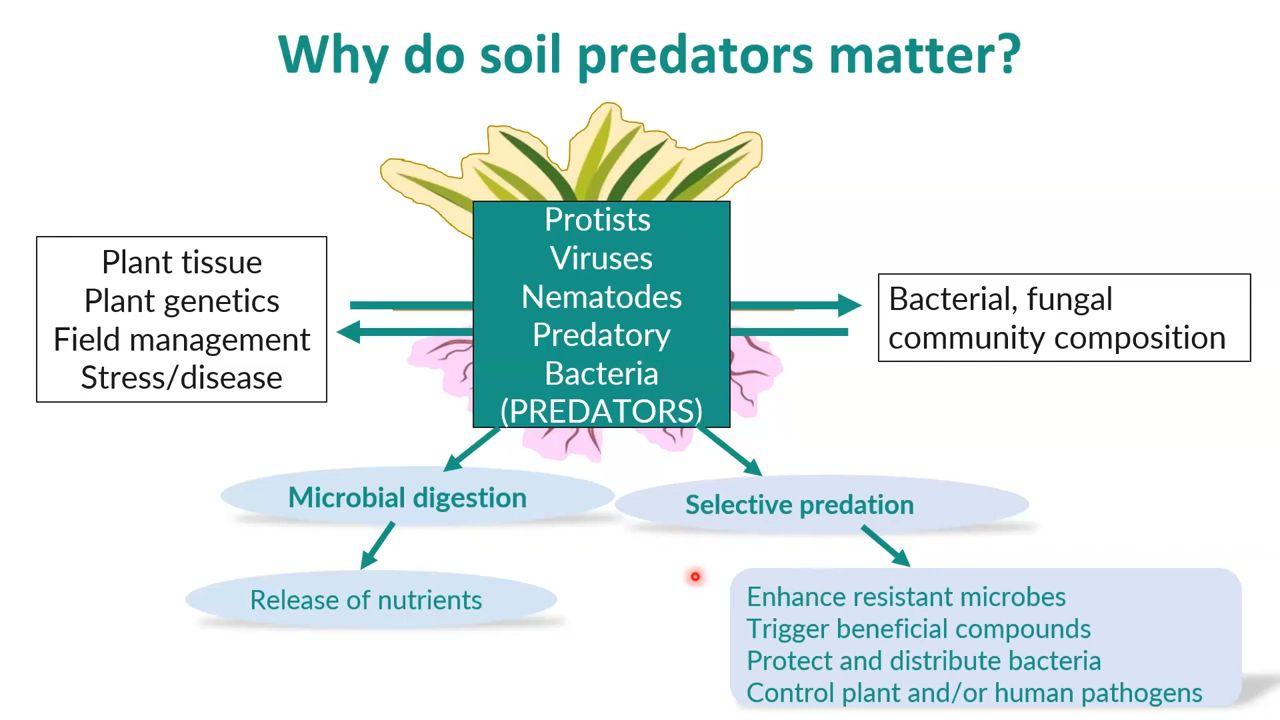 Why do soil predators matter?
Protists
Viruses
Nematodes
Predatory
Bacteria
(PREDATORS)
Plant tissue
Plant genetics
Field management
Stress/disease
Bacterial, fungal
community composition
Microbial digestion
Selective predation
Release of nutrients
Enhance resistant microbes
Trigger beneficial compounds
Protect and distribute bacteria
Control plant and/or human pathogens